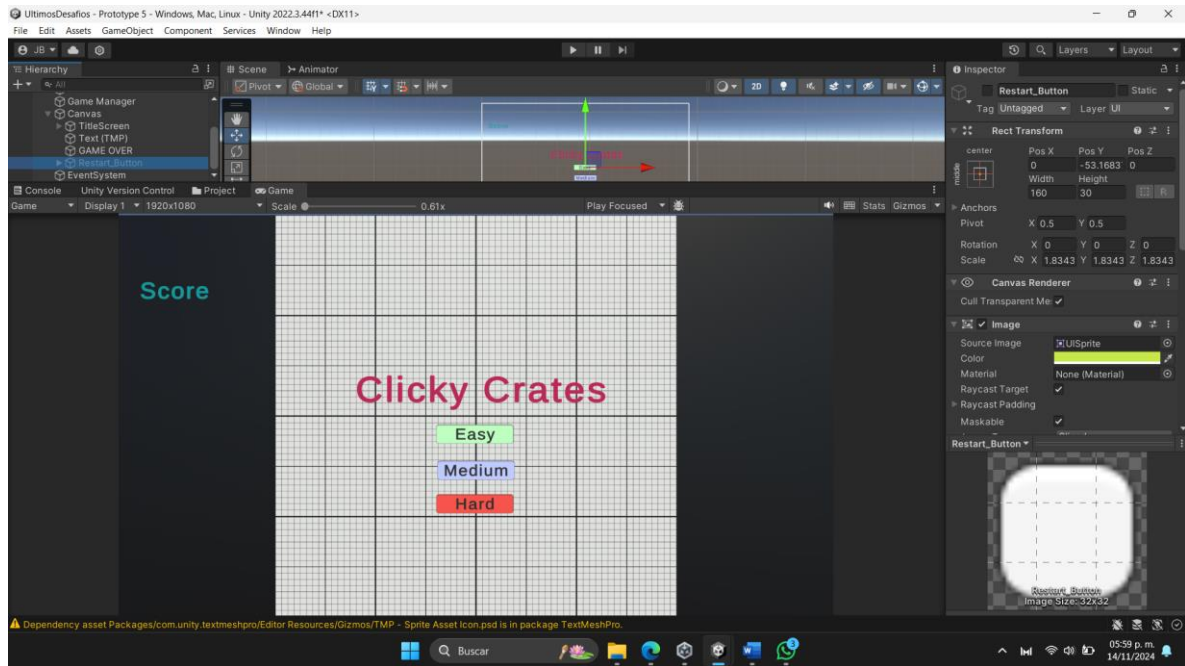 UltimosDesafios - Prototype 5 - Windows, Mac, Linux - Unity 2022.3.44f1* <DX11>
File Edit Assets GameObject Component Services Window Help
JB Layers Layout
Hierarchy Scene Animator Inspector
All Pivot Global 2D Restart_Button Static
Game Manager Tag Untagged Layer UI
Canvas
TitleScreen Rect Transform
Text (TMP) center Pos X Pos Y Pos Z
GAME OVER middle 0 -53.1683 0
Restart_Button Width Height
EventSystem 160 30 R
Console Unity Version Control Project Game
Game Display 1 1920x1080 Scale 0.61x Play Focused Stats Gizmos
Anchors
Pivot X 0.5 Y 0.5
Rotation X 0 Y 0 Z 0
Scale X 1.8343 Y 1.8343 Z 1.8343
Canvas Renderer
Cull Transparent Me
Image
Source Image UISprite
Color
Material None (Material)
Raycast Target
Raycast Padding
Maskable
Score
Clicky Crates
Easy
Medium
Hard
Restart_Button
Restart_Button
Image Size: 32x32
Dependency asset Packages/com.unity.textmeshpro/Editor Resources/Gizmos/TMP - Sprite Asset Icon.psd is in package TextMeshPro.
Buscar 3 05:59 p. m.
14/11/2024